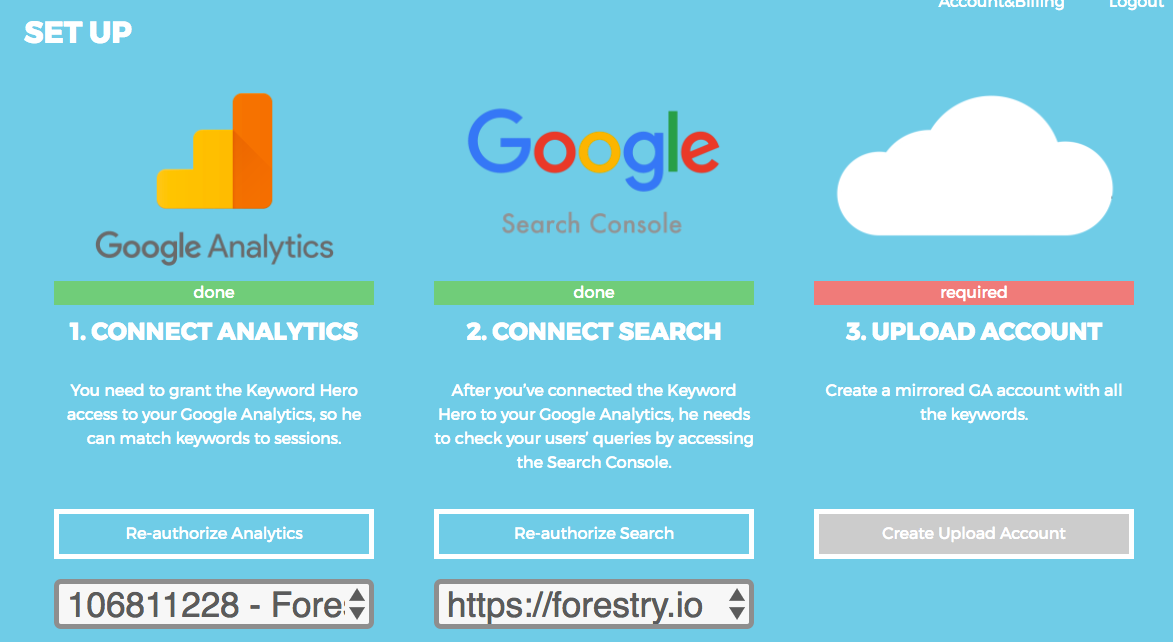 Account&Billing
Logout
SET UP
Google Analytics
Google
Search Console
done
done
required
1. CONNECT ANALYTICS
2. CONNECT SEARCH
3. UPLOAD ACCOUNT
You need to grant the Keyword Hero
access to your Google Analytics, so he
can match keywords to sessions.
After you’ve connected the Keyword
Hero to your Google Analytics, he needs
to check your users’ queries by accessing
the Search Console.
Create a mirrored GA account with all
the keywords.
Re-authorize Analytics
Re-authorize Search
Create Upload Account
106811228 - Fores
https://forestry.io